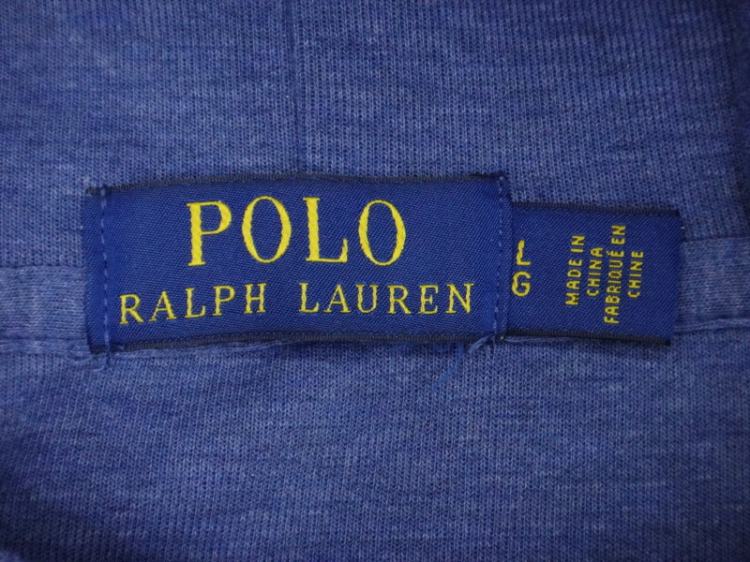 POLO
RALPH LAUREN
L
G
MADE IN
CHINA
FABRIQUÉ EN
CHINE